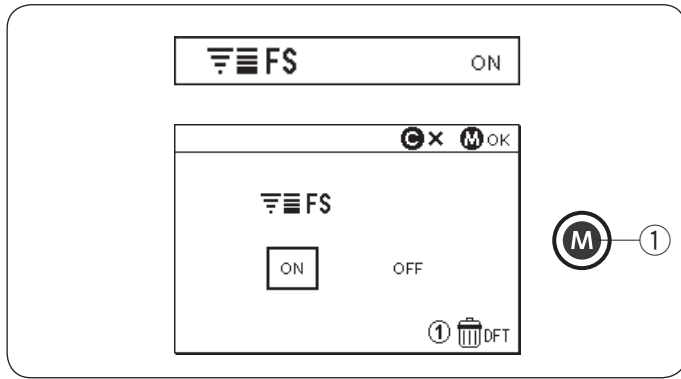 FS ON
C × M OK
FS
ON OFF
① DFT
M ①